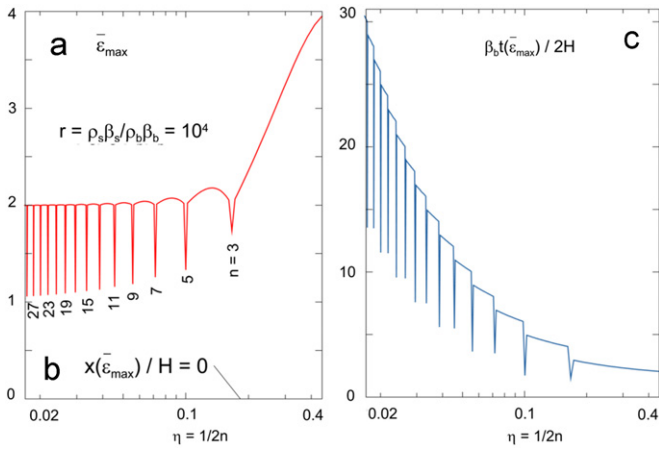 4
a
ε̄max
r = ρsβs/ρbβb = 10⁴
3
2
n = 3
5
7
9
11
15
19
23
27
1
b
x(ε̄max) / H = 0
0
0.02
0.1
0.4
η = 1/2n
30
βbt(ε̄max) / 2H
c
20
10
0
0.02
0.1
0.4
η = 1/2n